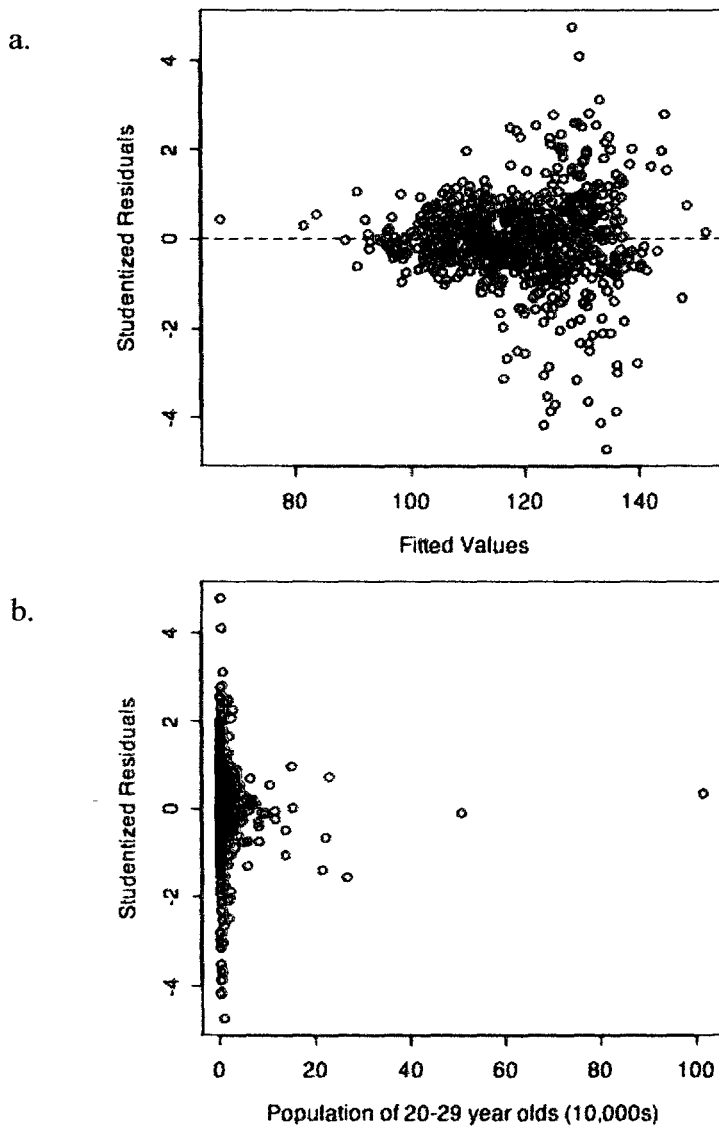 a.
Studentized Residuals
4
2
0
-2
-4
80 100 120 140
Fitted Values
b.
Studentized Residuals
4
2
0
-2
-4
0 20 40 60 80 100
Population of 20-29 year olds (10,000s)